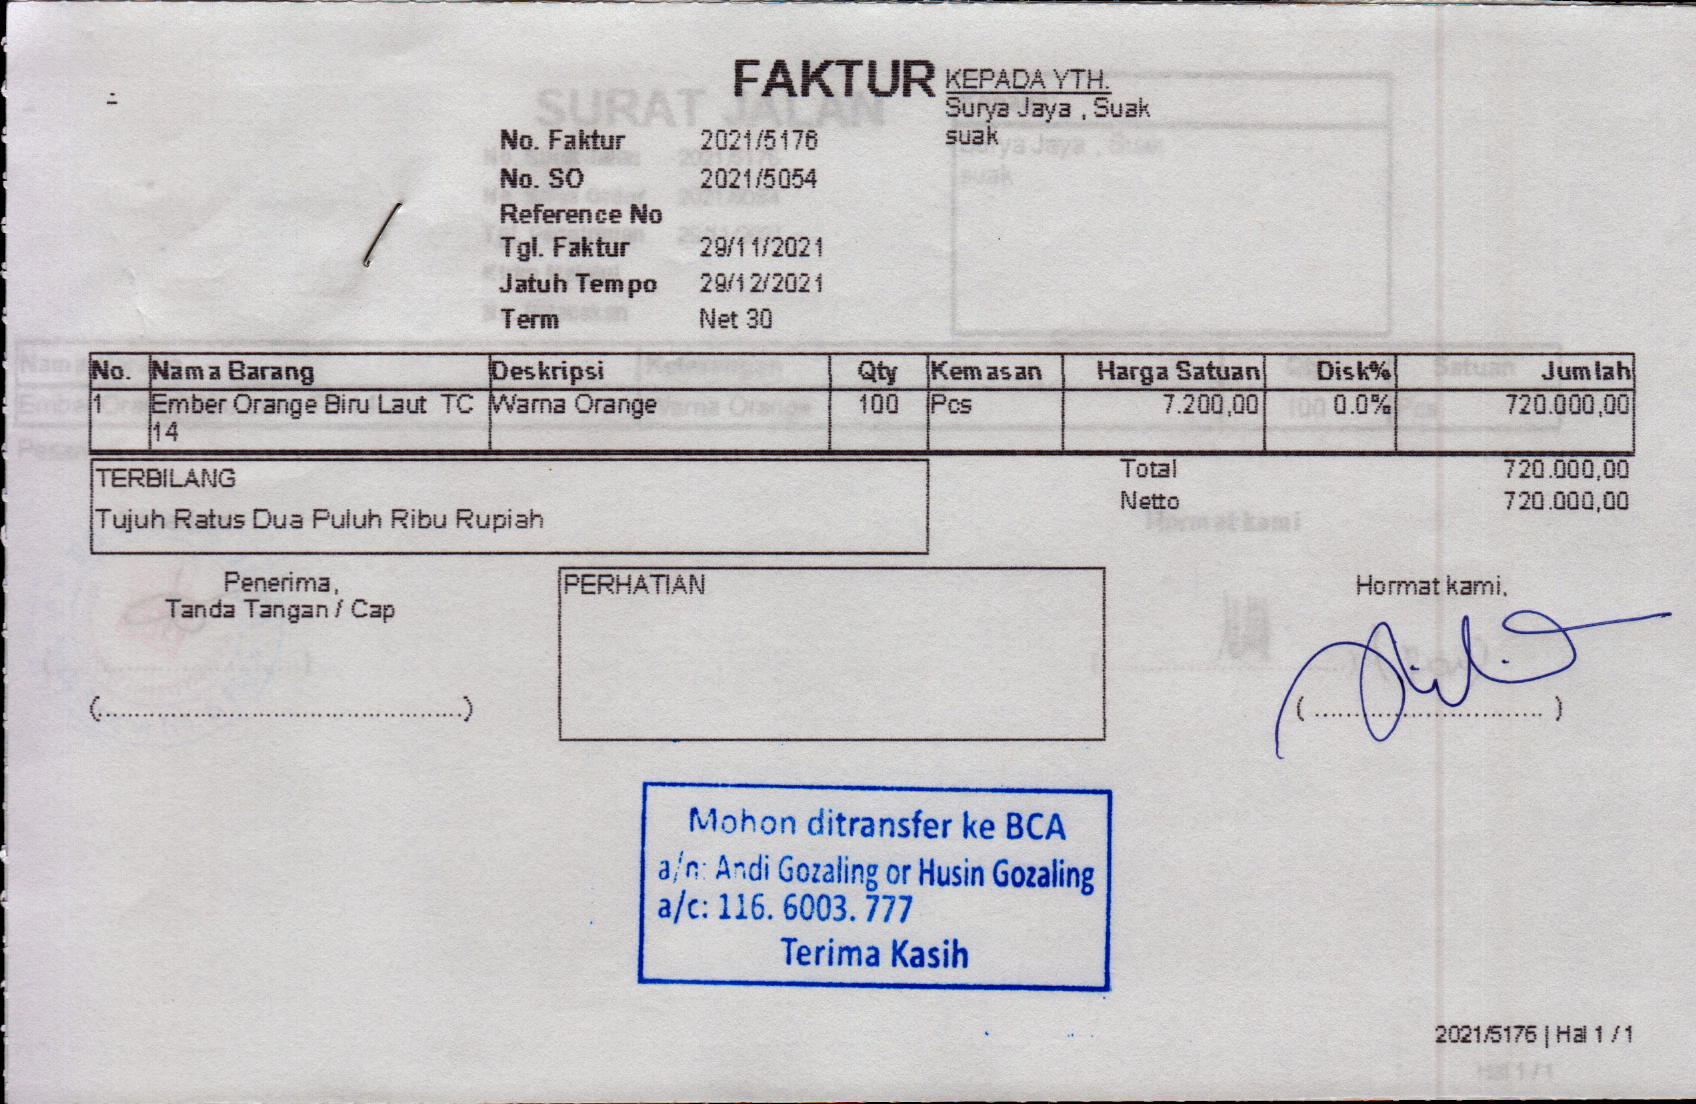 FAKTUR
KEPADA YTH.
Surya Jaya , Suak
suak
No. Faktur 2021/5176
No. SO 2021/5054
Reference No
Tgl. Faktur 29/11/2021
Jatuh Tempo 29/12/2021
Term Net 30
No. Nama Barang Deskripsi Qty Kemasan Harga Satuan Disk% Jumlah
1 Ember Orange Biru Laut TC Warna Orange 100 Pcs 7.200,00 0.0% 720.000,00
14
TERBILANG
Tujuh Ratus Dua Puluh Ribu Rupiah
Total 720.000,00
Netto 720.000,00
Penerima,
Tanda Tangan / Cap
(..............................................)
PERHATIAN
Hormat kami,
( ............................. )
Mohon ditransfer ke BCA
a/n: Andi Gozaling or Husin Gozaling
a/c: 116. 6003. 777
Terima Kasih
2021/5176 | Hal 1 / 1